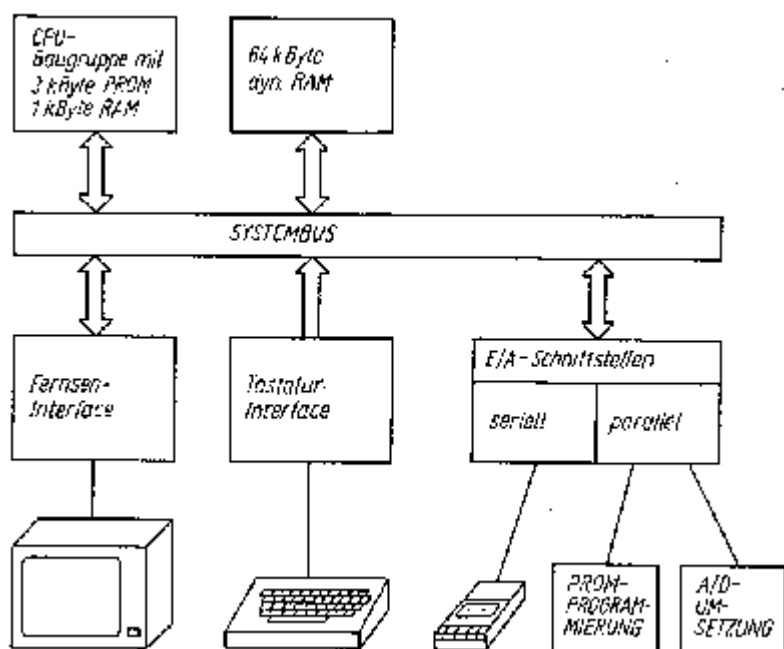 CPU-
Baugruppe mit
3 kByte PROM
1 kByte RAM
64 kByte
dyn. RAM
SYSTEMBUS
Fernseh-
Interface
Tastatur-
Interface
E/A-Schnittstellen
seriell
parallel
PROM-
PROGRAM-
MIERUNG
A/D-
UM-
SETZUNG